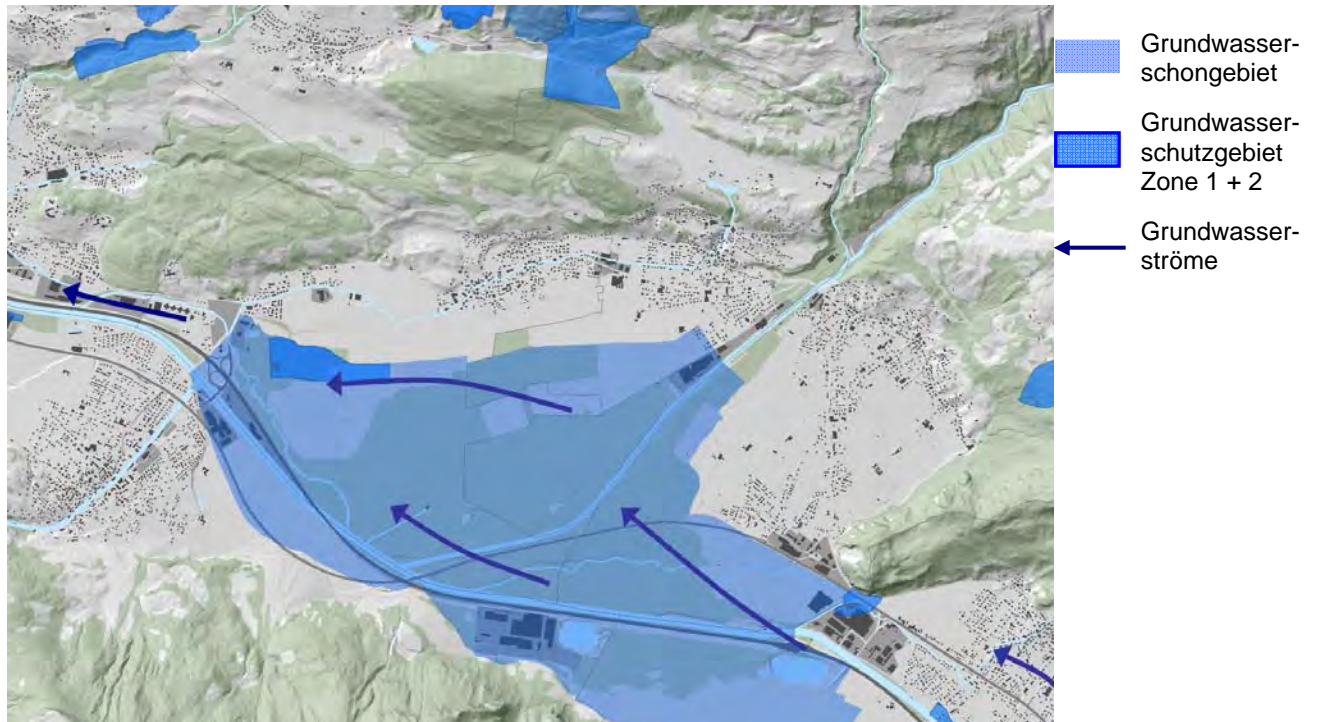 Grundwasser-
schongebiet
Grundwasser-
schutzgebiet
Zone 1 + 2
Grundwasser-
ströme